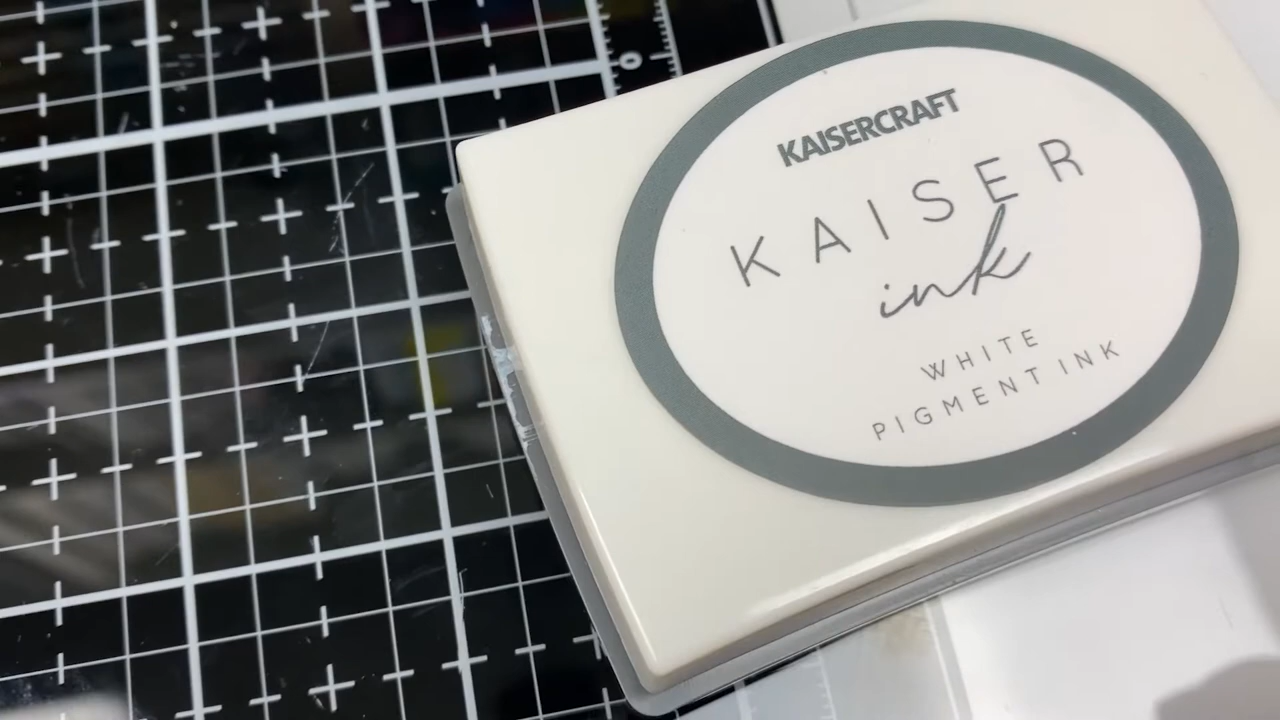 0
KAISERCRAFT
KAISER
ink
WHITE
PIGMENT INK